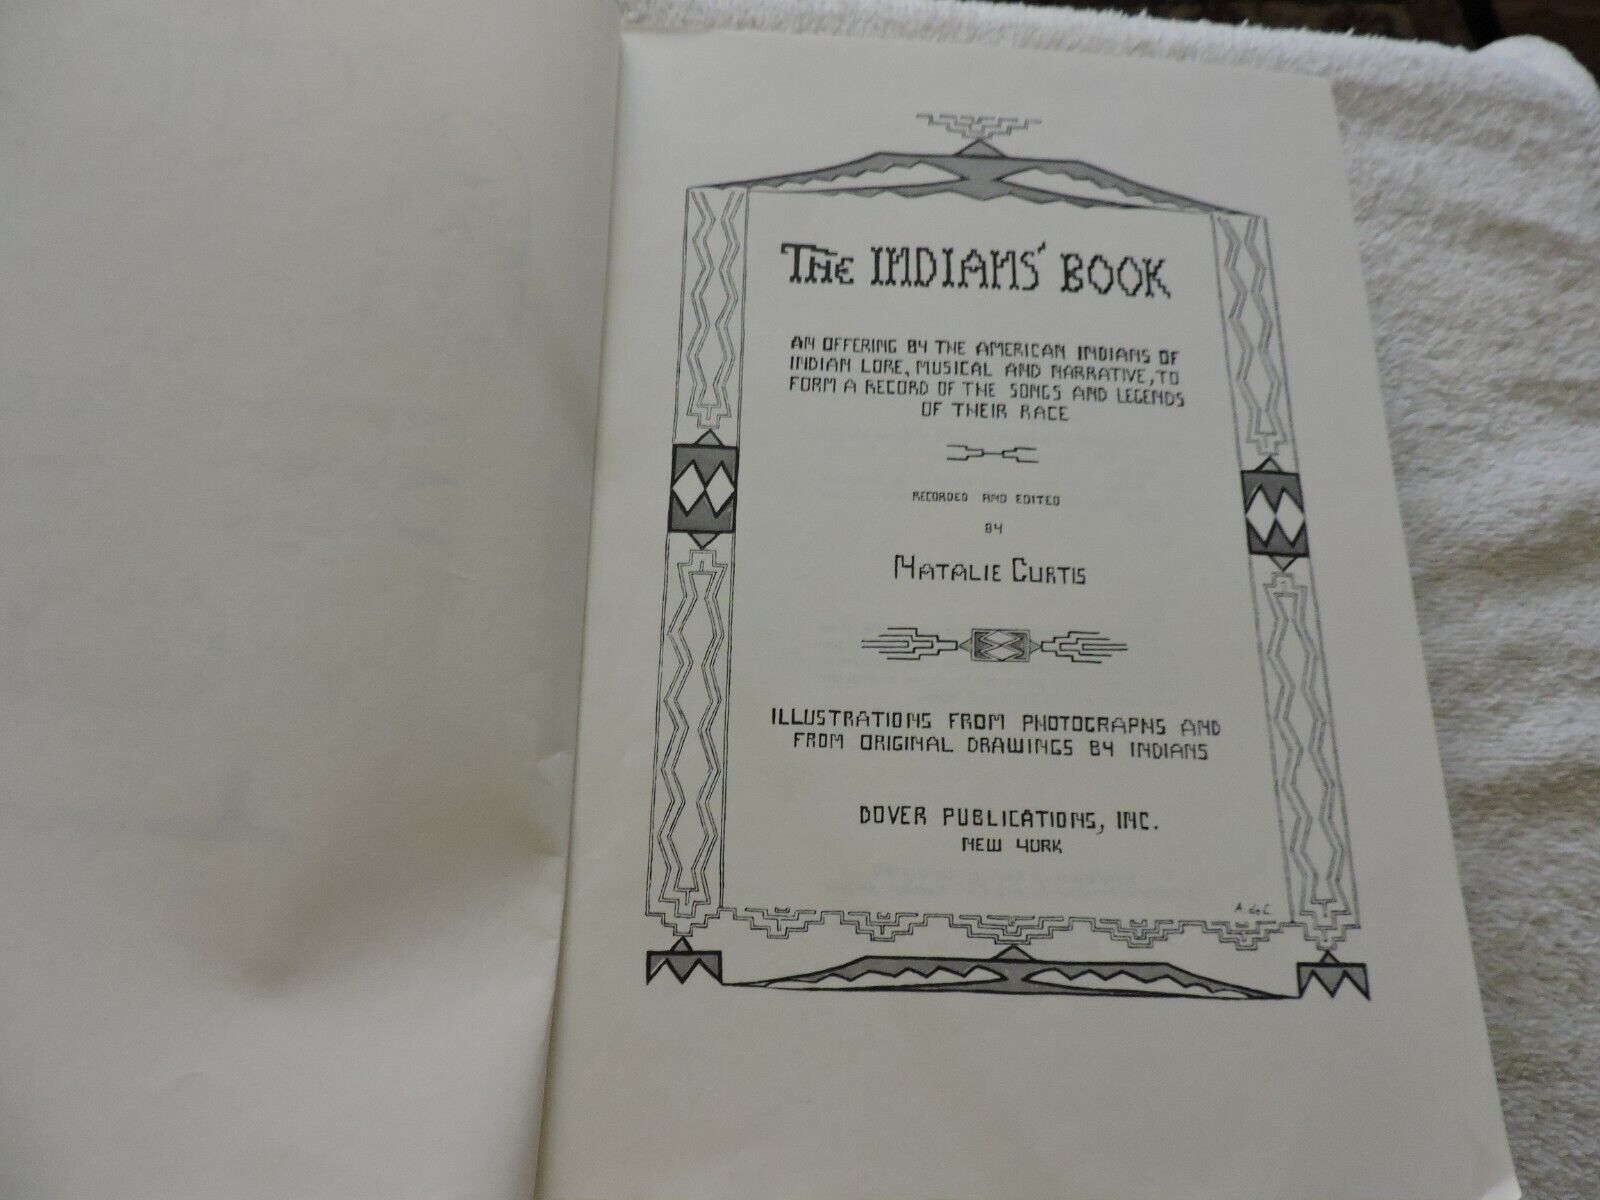 The INDIANS' BOOK
AN OFFERING BY THE AMERICAN INDIANS OF
INDIAN LORE, MUSICAL AND NARRATIVE, TO
FORM A RECORD OF THE SONGS AND LEGENDS
OF THEIR RACE
RECORDED AND EDITED
BY
NATALIE CURTIS
ILLUSTRATIONS FROM PHOTOGRAPHS AND
FROM ORIGINAL DRAWINGS BY INDIANS
DOVER PUBLICATIONS, INC.
NEW YORK
A. de C.